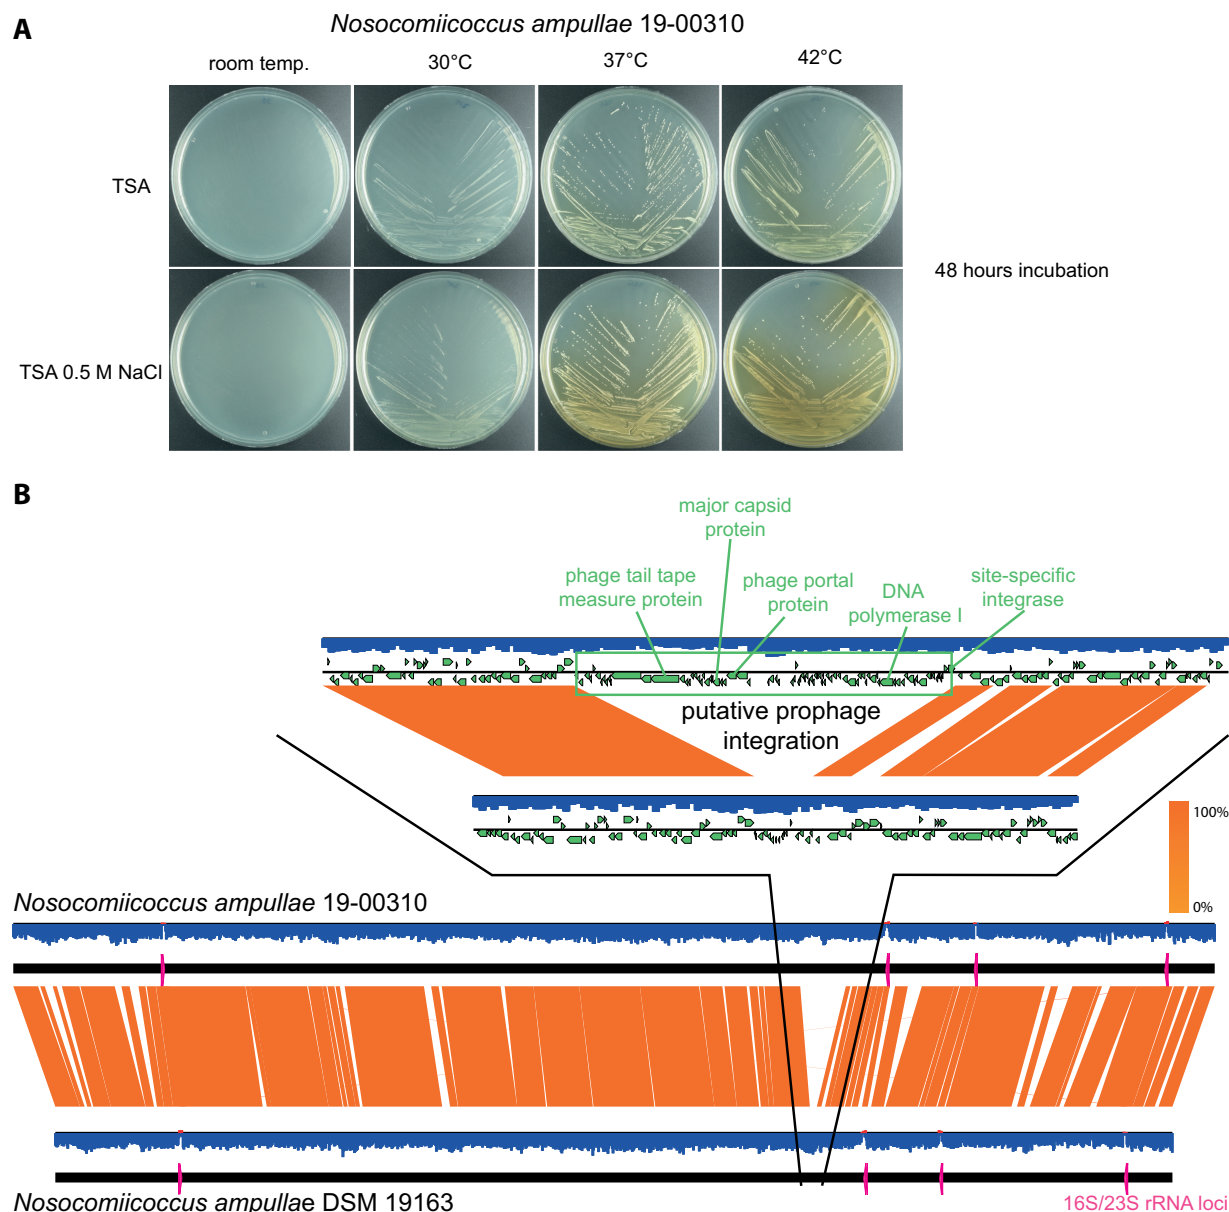 A
Nosocomiicoccus ampullae 19-00310
room temp.
30°C
37°C
42°C
TSA
48 hours incubation
TSA 0.5 M NaCl
B
major capsid
protein
phage tail tape
measure protein
phage portal
protein
DNA
polymerase I
site-specific
integrase
putative prophage
integration
100%
0%
Nosocomiicoccus ampullae 19-00310
Nosocomiicoccus ampullae DSM 19163
16S/23S rRNA loci